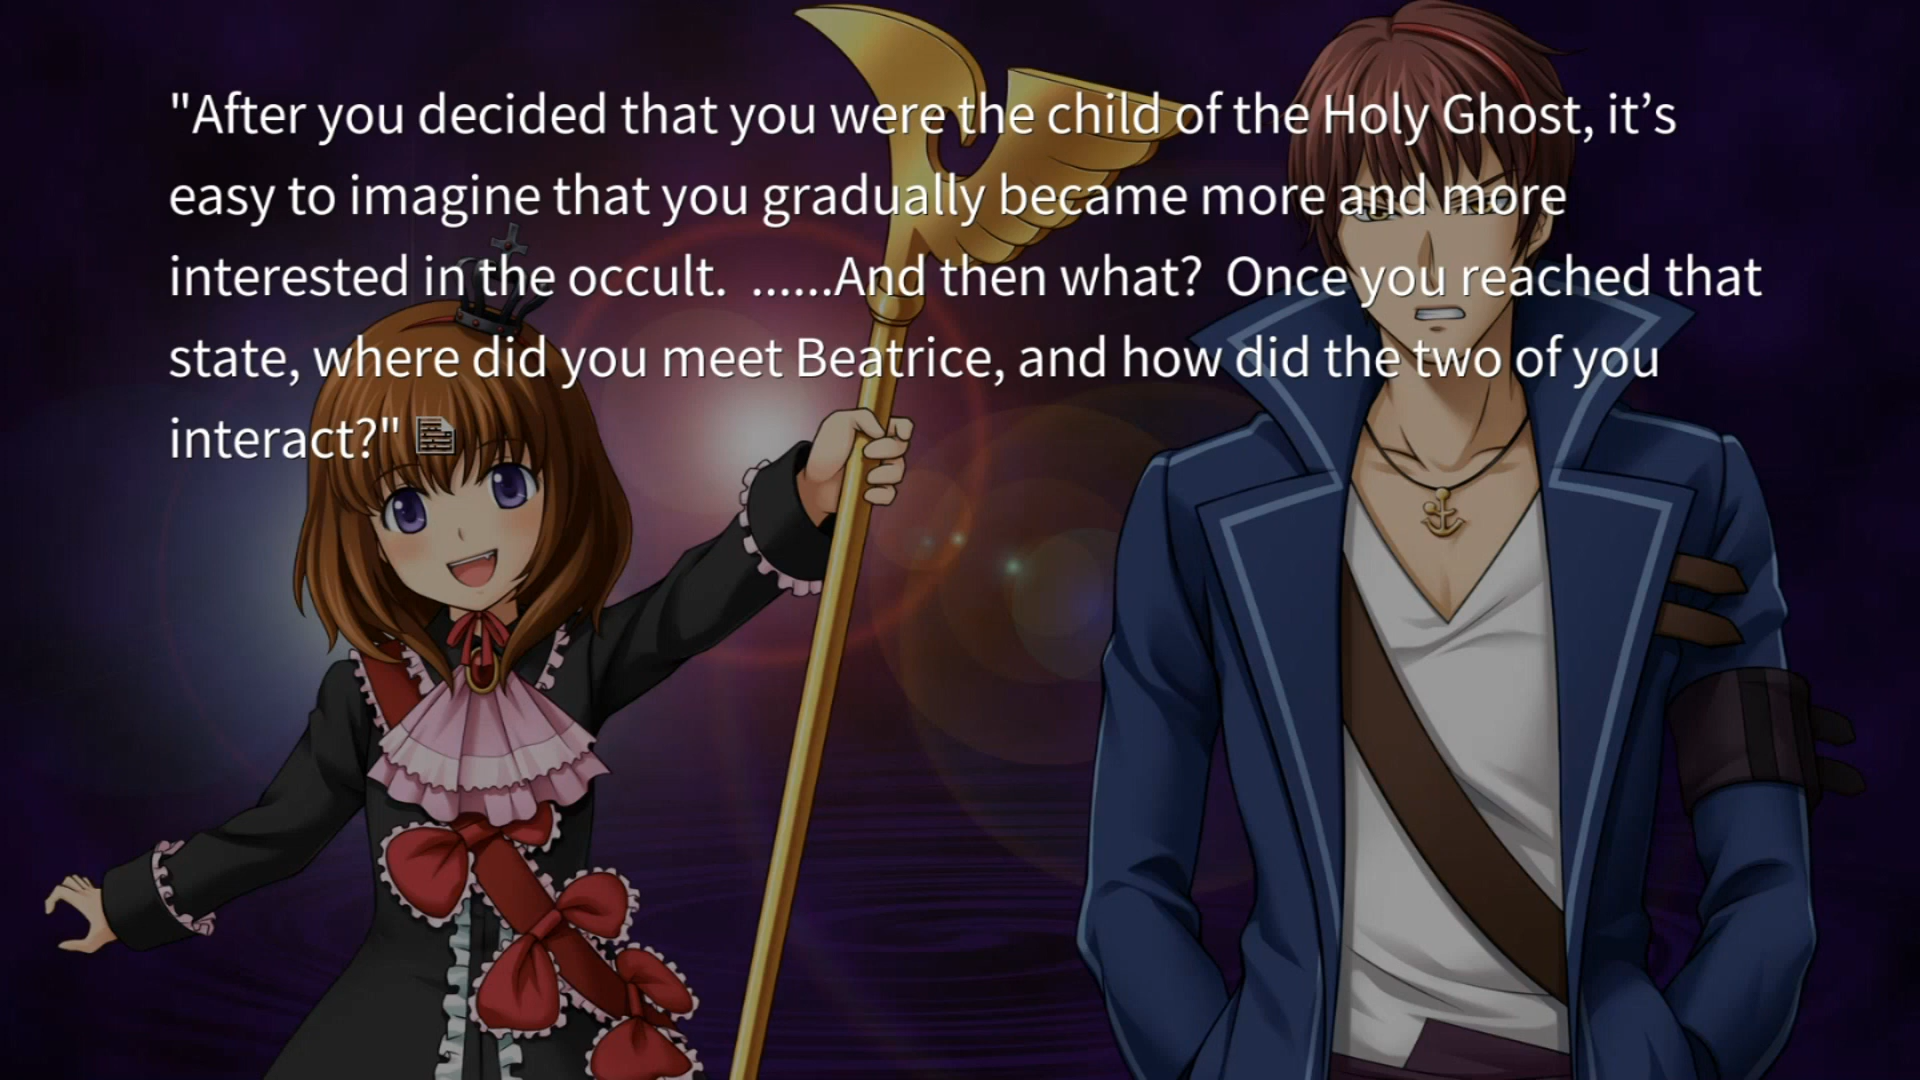 "After you decided that you were the child of the Holy Ghost, it’s
easy to imagine that you gradually became more and more
interested in the occult.  ......And then what?  Once you reached that
state, where did you meet Beatrice, and how did the two of you
interact?"